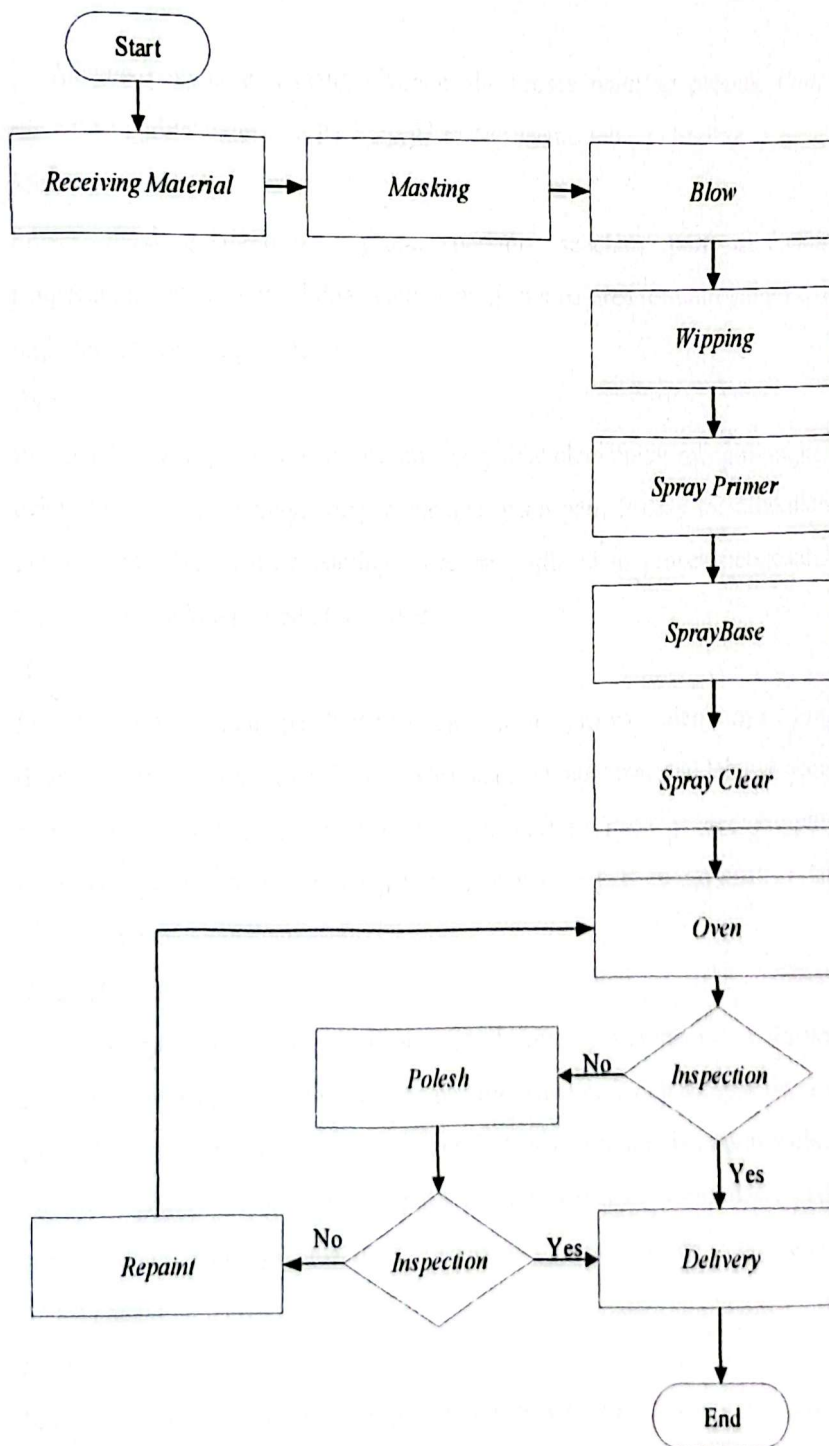 Start
Receiving Material
Masking
Blow
Wipping
Spray Primer
SprayBase
Spray Clear
Oven
Inspection
No
Polesh
Yes
Inspection
No
Repaint
Yes
Delivery
End